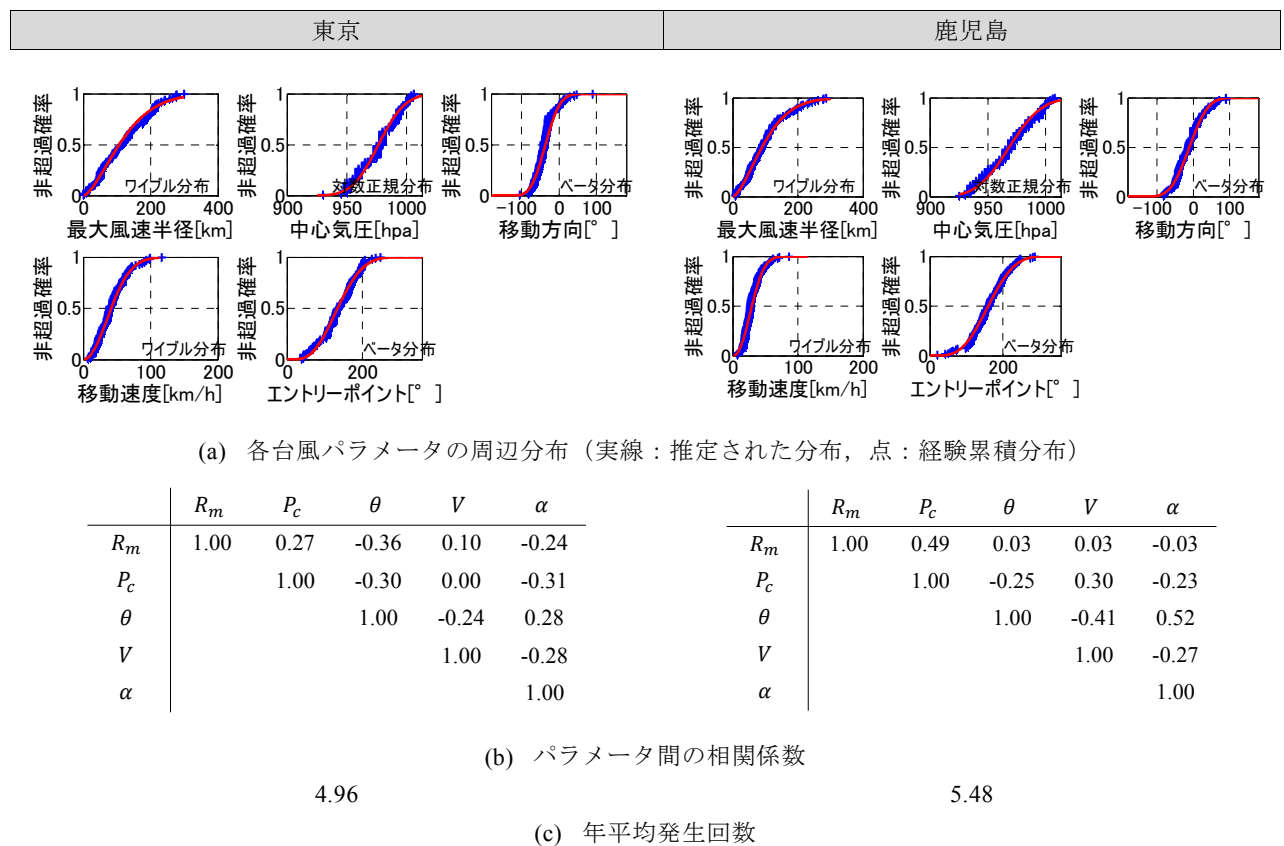 東京 鹿児島
非超過確率 1 0.5 0 ワイブル分布 0 200 400 最大風速半径[km]
非超過確率 1 0.5 0 対数正規分布 900 950 1000 中心気圧[hpa]
非超過確率 1 0.5 0 ベータ分布 -100 0 100 移動方向[° ]
非超過確率 1 0.5 0 ワイブル分布 0 200 400 最大風速半径[km]
非超過確率 1 0.5 0 対数正規分布 900 950 1000 中心気圧[hpa]
非超過確率 1 0.5 0 ベータ分布 -100 0 100 移動方向[° ]
非超過確率 1 0.5 0 ワイブル分布 0 100 200 移動速度[km/h]
非超過確率 1 0.5 0 ベータ分布 0 200 エントリーポイント[° ]
非超過確率 1 0.5 0 ワイブル分布 0 100 200 移動速度[km/h]
非超過確率 1 0.5 0 ベータ分布 0 200 エントリーポイント[° ]
(a) 各台風パラメータの周辺分布（実線：推定された分布，点：経験累積分布）
R_m P_c θ V α
R_m 1.00 0.27 -0.36 0.10 -0.24
P_c 1.00 -0.30 0.00 -0.31
θ 1.00 -0.24 0.28
V 1.00 -0.28
α 1.00
R_m P_c θ V α
R_m 1.00 0.49 0.03 0.03 -0.03
P_c 1.00 -0.25 0.30 -0.23
θ 1.00 -0.41 0.52
V 1.00 -0.27
α 1.00
(b) パラメータ間の相関係数
4.96 5.48
(c) 年平均発生回数